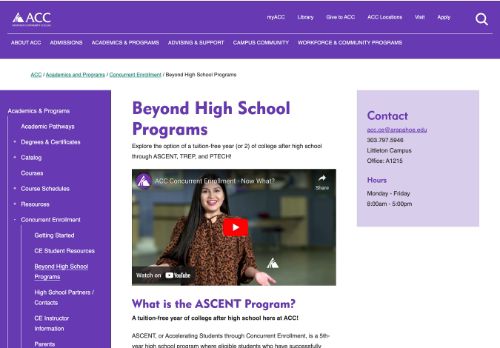 ACC
myACC
Library
Give to ACC
ACC Locations
Visit
Apply
ABOUT ACC
ADMISSIONS
ACADEMICS & PROGRAMS
ADVISING & SUPPORT
CAMPUS COMMUNITY
WORKFORCE & COMMUNITY PROGRAMS
ACC / Academics and Programs / Concurrent Enrollment / Beyond High School Programs
Academics & Programs
Academic Pathways
+ Degrees & Certificates
+ Catalog
Courses
+ Course Schedules
+ Resources
- Concurrent Enrollment
Getting Started
CE Student Resources
Beyond High School
Programs
High School Partners /
Contacts
CE Instructor
Information
Parents
Beyond High School
Programs
Explore the option of a tuition-free year (or 2) of college after high school
through ASCENT, TREP, and PTECH!
ACC Concurrent Enrollment - Now What?
Share
Watch on YouTube
What is the ASCENT Program?
A tuition-free year of college after high school here at ACC!
ASCENT, or Accelerating Students through Concurrent Enrollment, is a 5th-
year high school program where eligible students who have successfully
Contact
acc.ce@arapahoe.edu
303.797.5946
Littleton Campus
Office: A1215
Hours
Monday - Friday
8:00am - 5:00pm